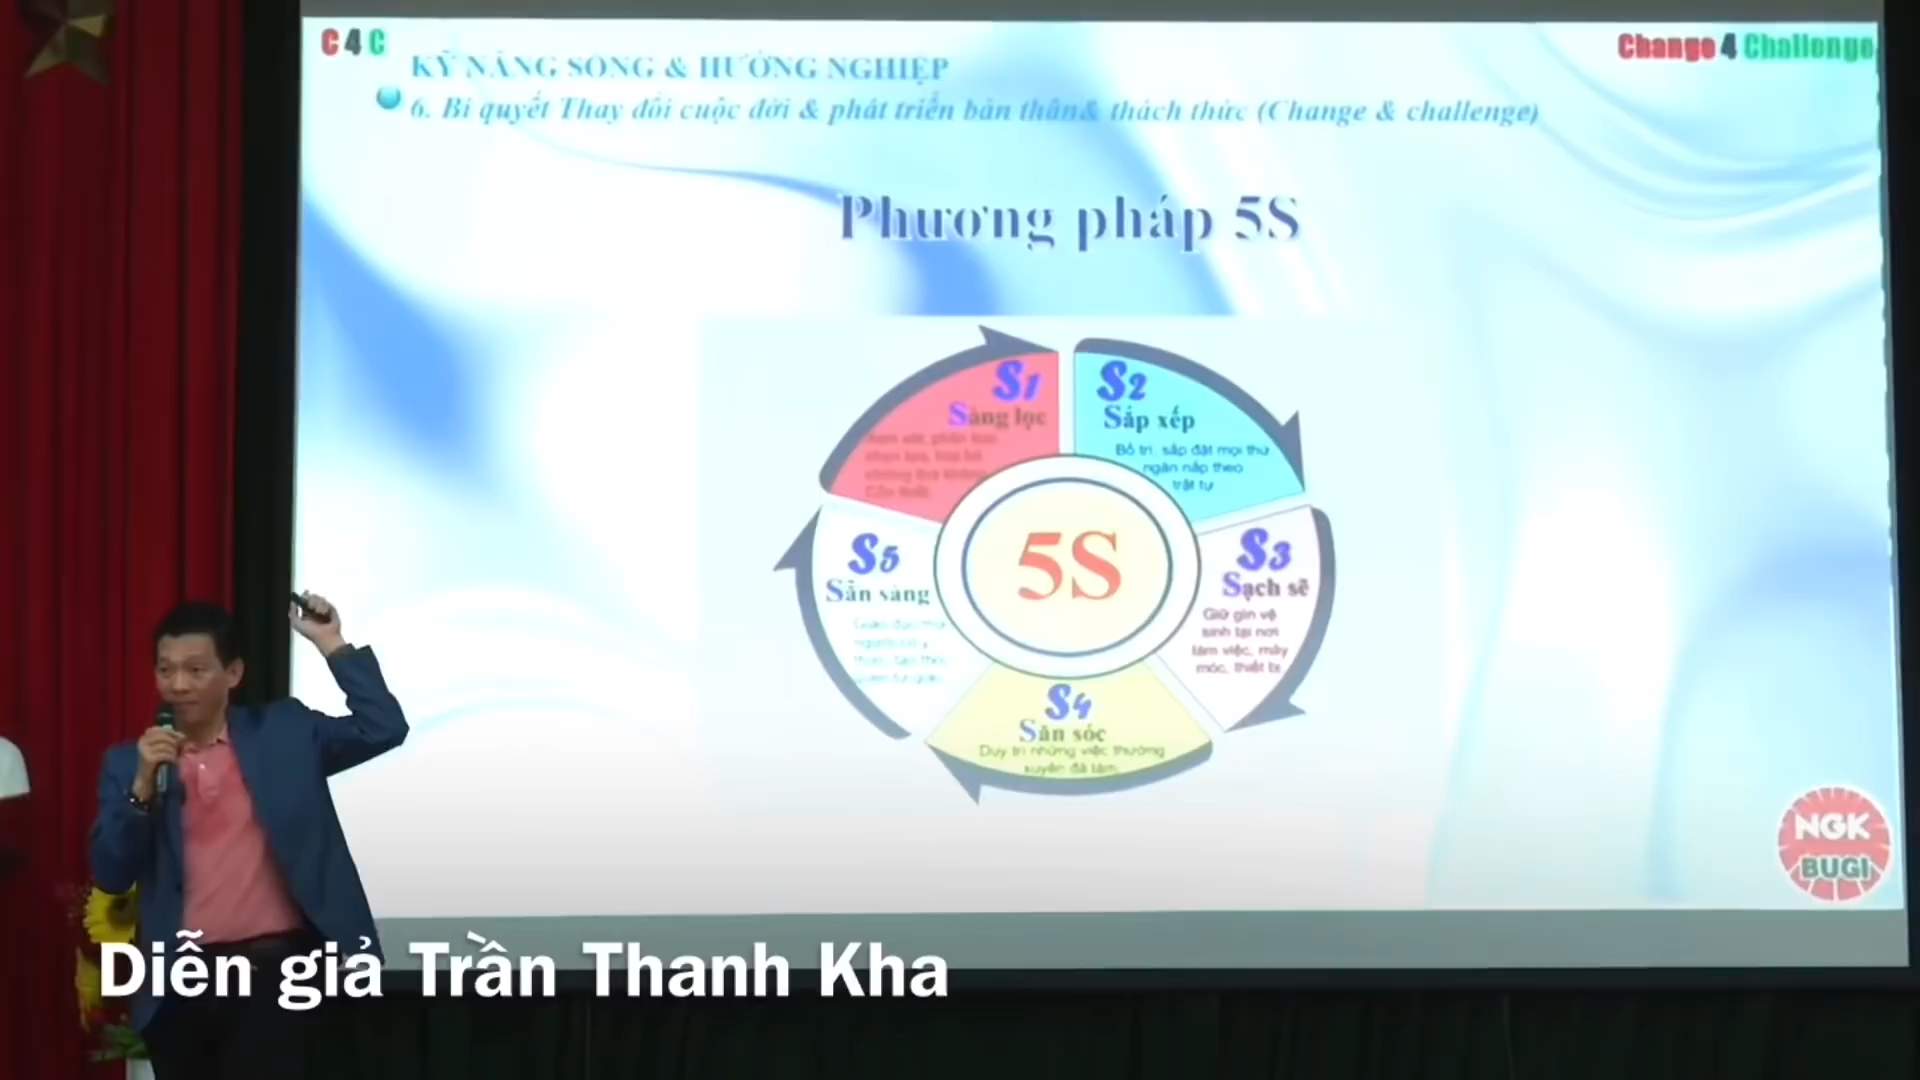 C 4 C
Change 4 Challenge
KỸ NĂNG SỐNG & HƯỚNG NGHIỆP
6. Bí quyết Thay đổi cuộc đời & phát triển bản thân& thách thức (Change & challenge)
Phương pháp 5S
S1
Sàng lọc
S2
Sắp xếp
Bố trí, sắp đặt mọi thứ
ngăn nắp theo
trật tự
S3
Sạch sẽ
Giữ gìn vệ
sinh tại nơi
làm việc, máy
móc, thiết bị
S4
Săn sóc
Duy trì những việc thường
xuyên đã làm
S5
Sẵn sàng
5S
NGK
BUGI
Diễn giả Trần Thanh Kha